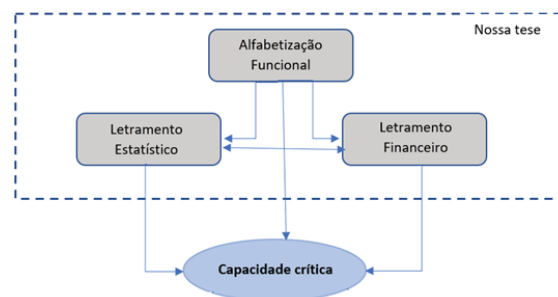 Nossa tese
Alfabetização
Funcional
Letramento
Estatístico
Letramento
Financeiro
Capacidade crítica